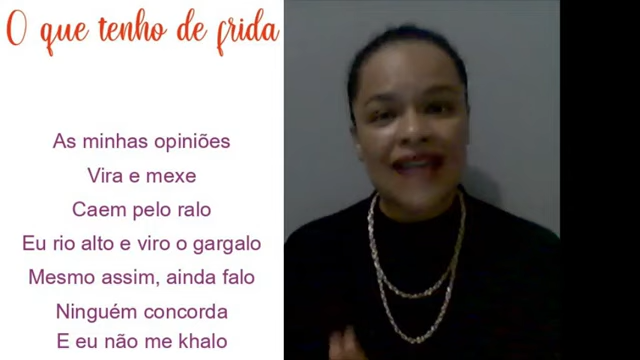 O que tenho de frida
As minhas opiniões
Vira e mexe
Caem pelo ralo
Eu rio alto e viro o gargalo
Mesmo assim, ainda falo
Ninguém concorda
E eu não me khalo